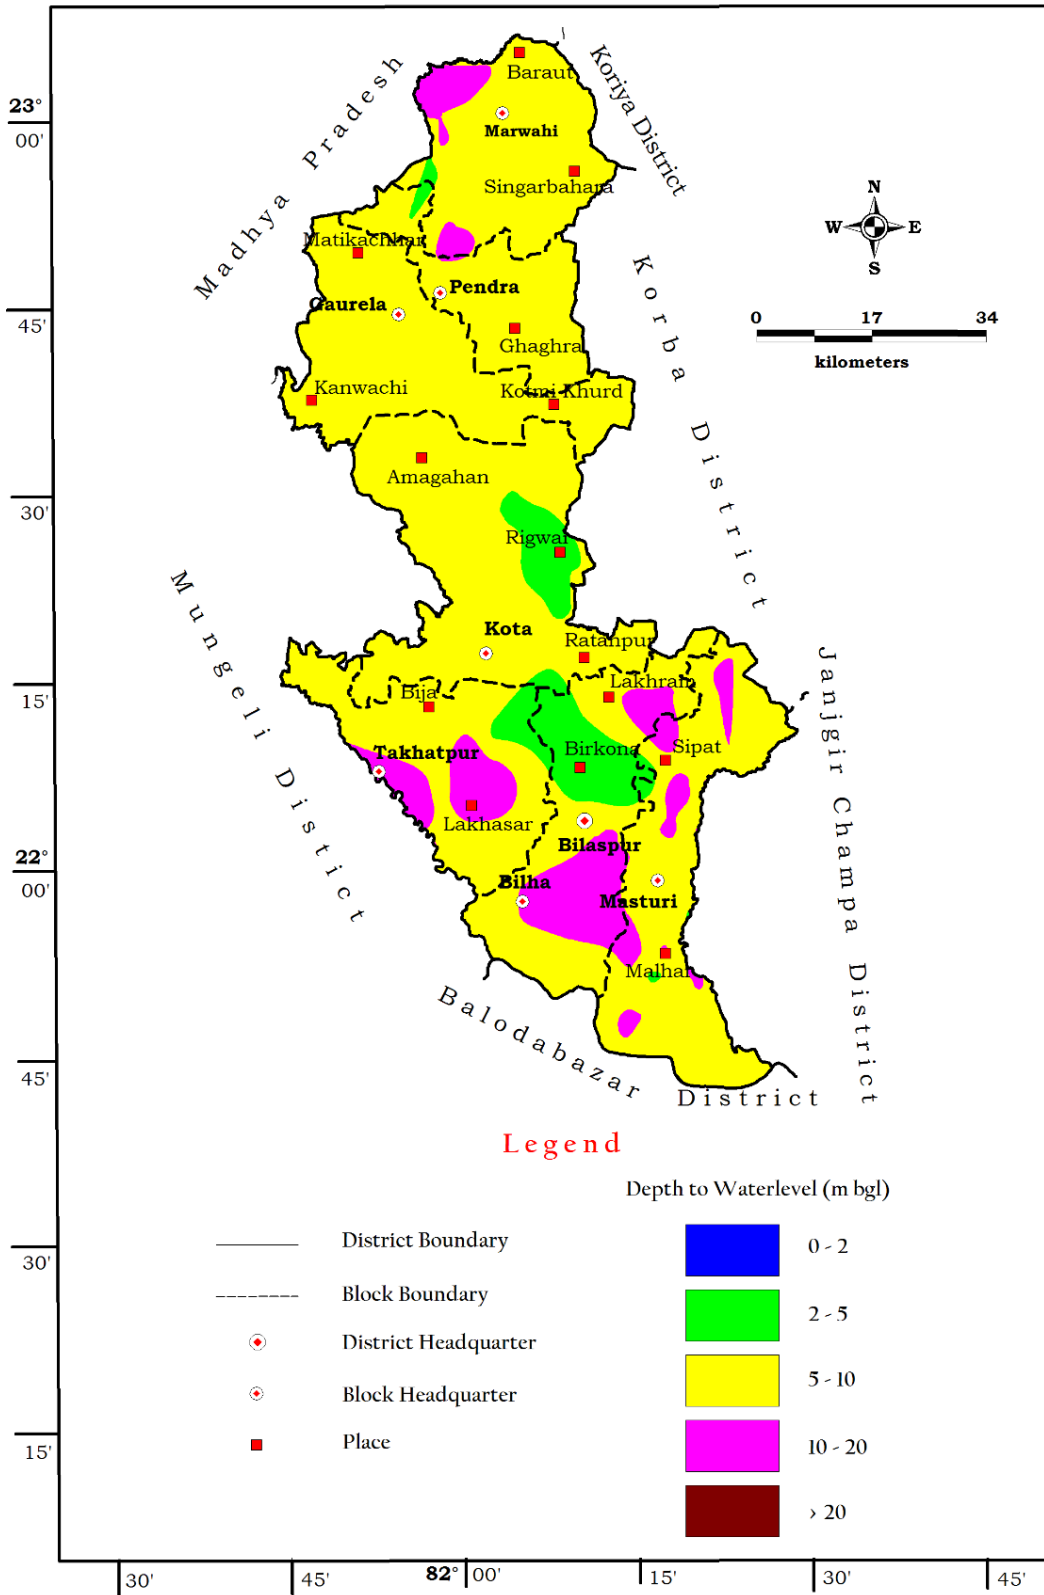 Baraut
Koriya District
Madhya Pradesh
23°
00'
Marwahi
Singarbahara
N
W E
S
Matikachhar
Korba District
Pendra
Gaurela
45'
0 17 34
kilometers
Ghaghra
Kanwachi
Kotmi Khurd
Amagahan
30'
Rigwar
Mungeli District
Kota
Ratanpur
Janjgir Champa District
15'
Bija
Lakhram
Takhatpur
Birkona
Sipat
Lakhasar
Bilaspur
22°
00'
Bilha
Masturi
Malhar
Balodabazar District
45'
Legend
Depth to Waterlevel (m bgl)
District Boundary
0 - 2
Block Boundary
2 - 5
District Headquarter
5 - 10
Block Headquarter
Place
10 - 20
> 20
30'
15'
30' 45' 82° 00' 15' 30' 45'